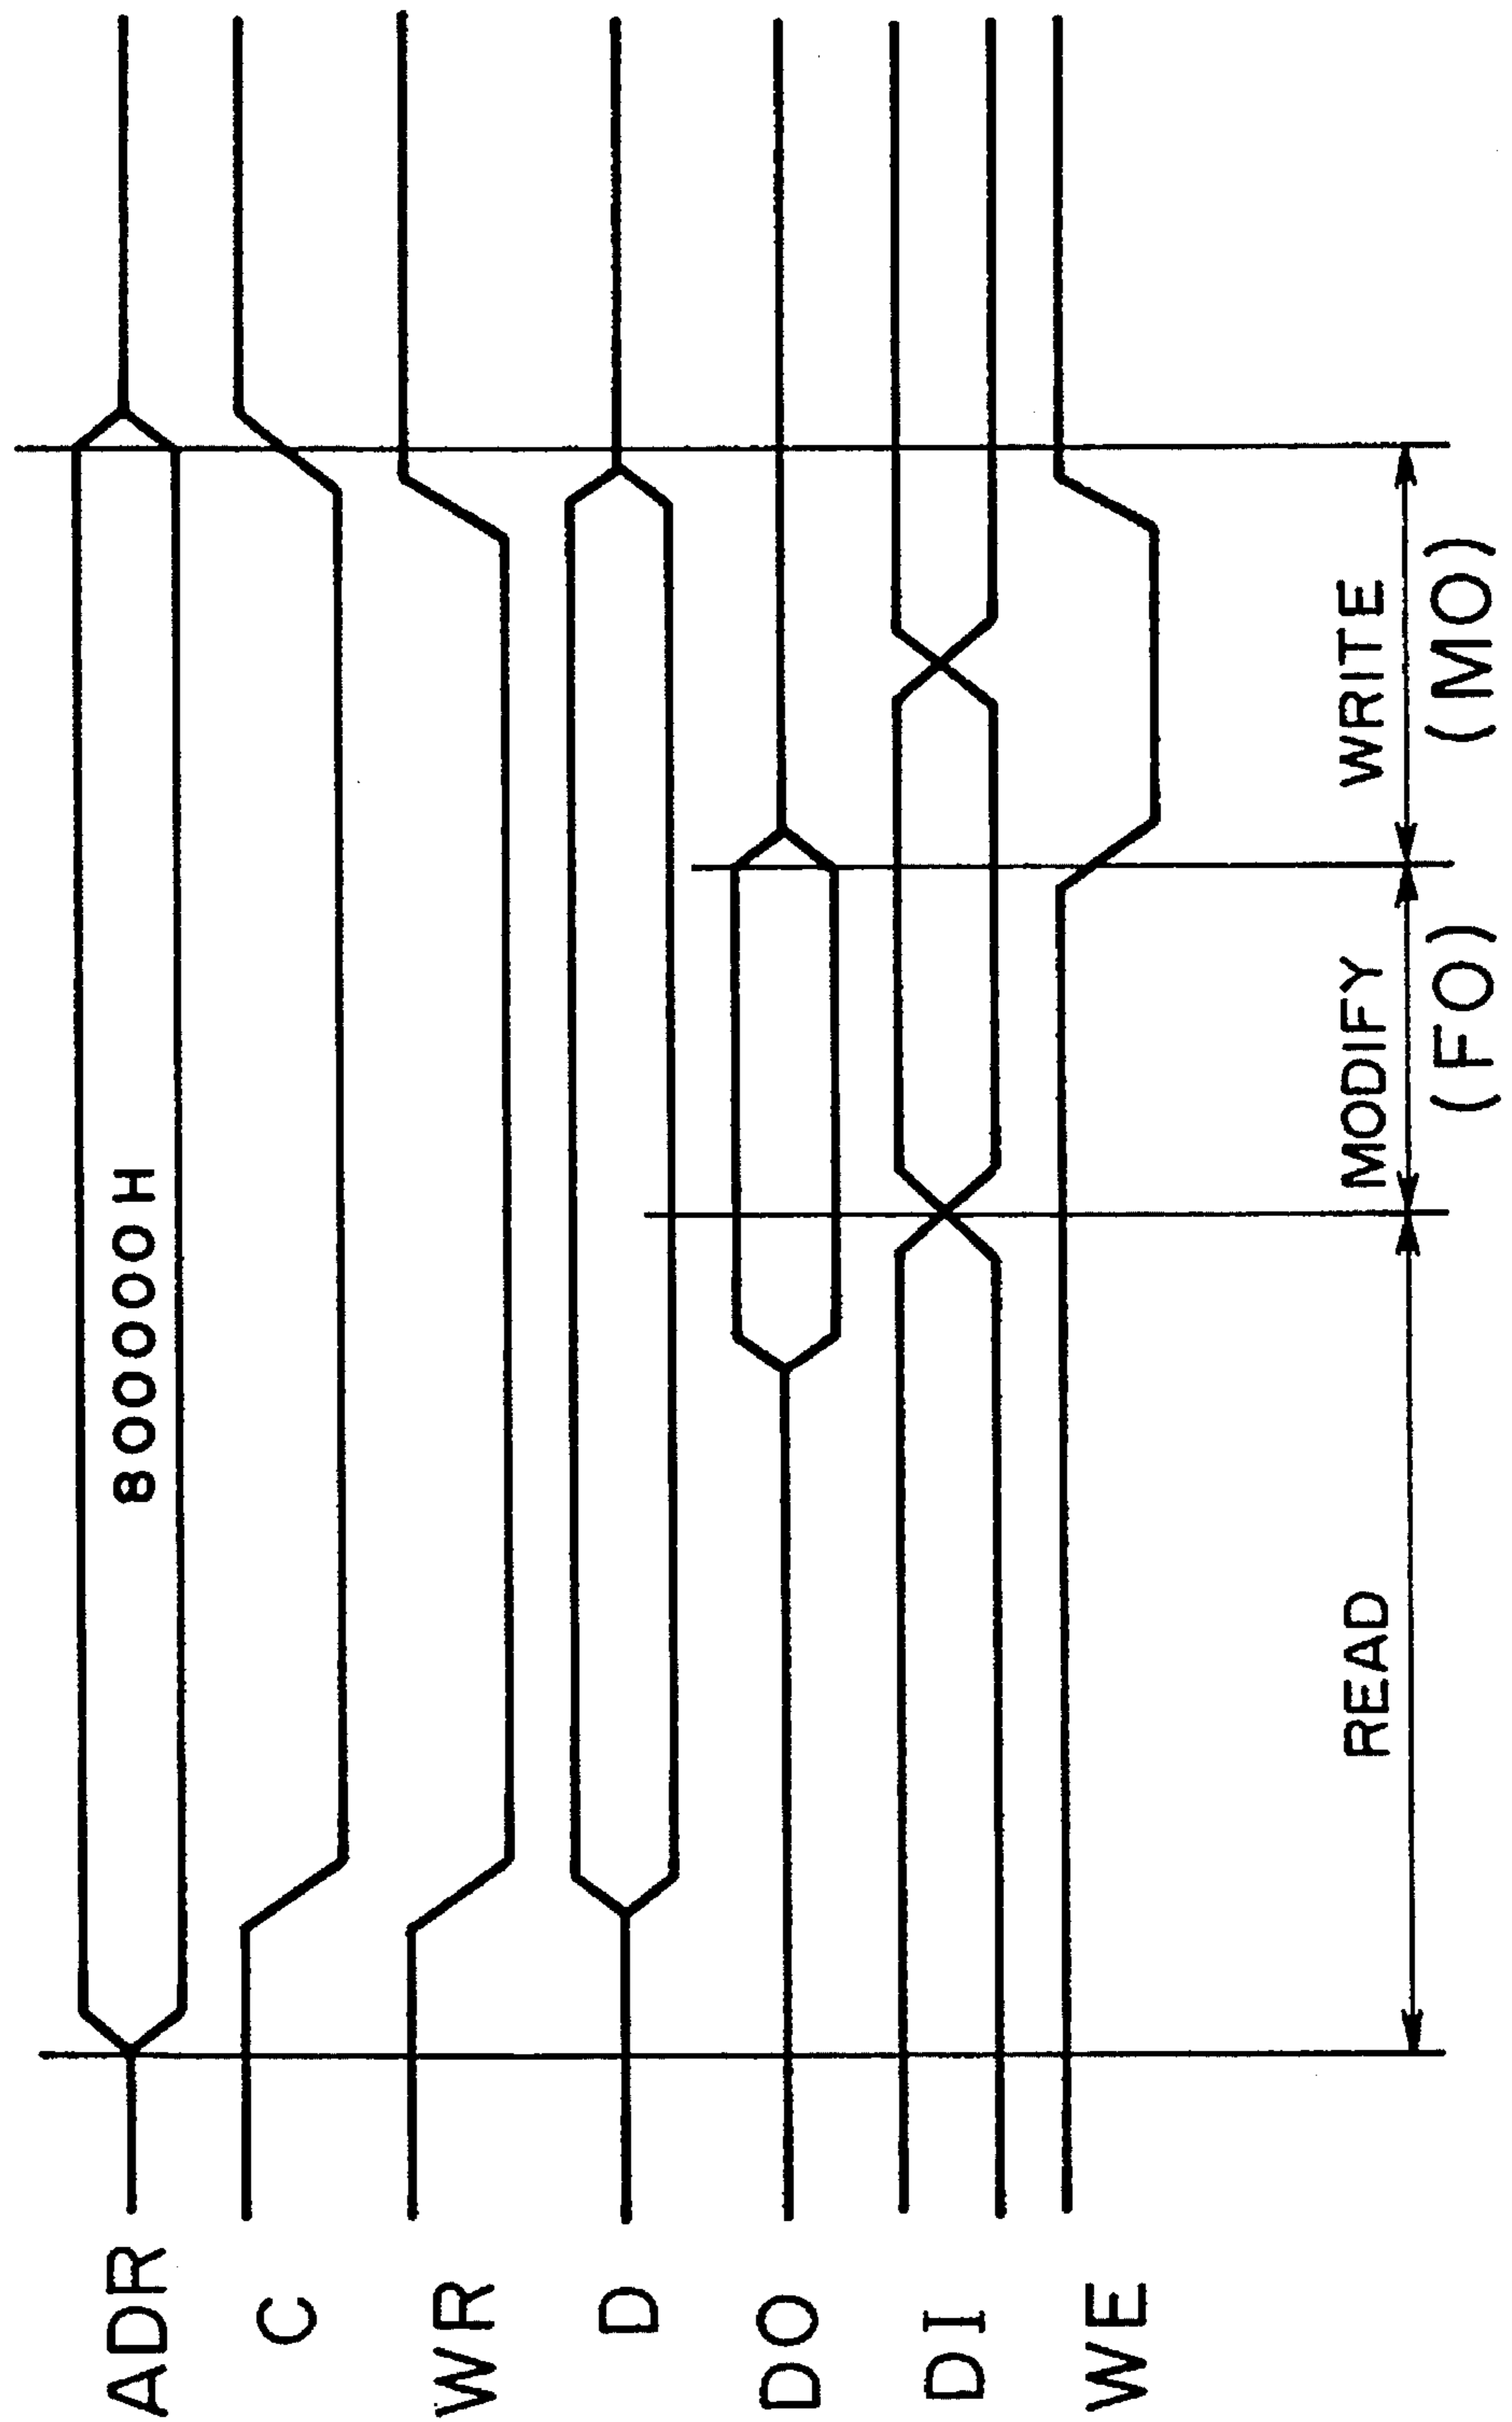 ADR
800000H
C
WR
D
DO
DI
WE
READ
MODIFY
WRITE
(FO)
(MO)